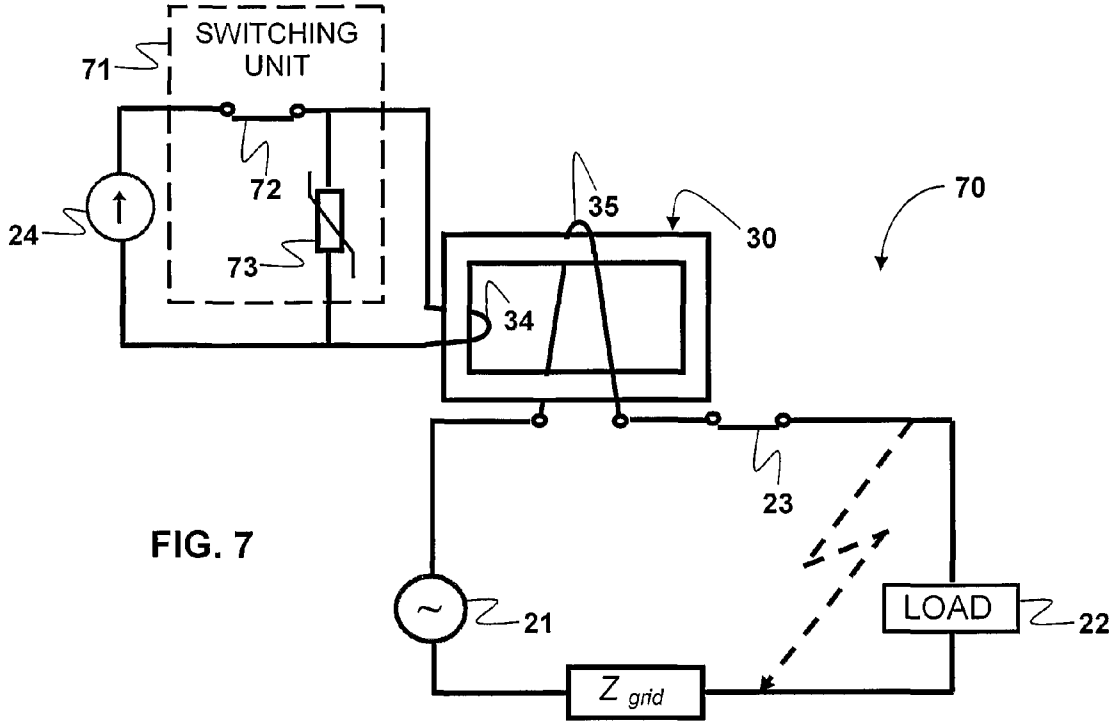 SWITCHING
UNIT
71
72
73
24
35
30
70
34
23
FIG. 7
~
21
LOAD
22
Z grid